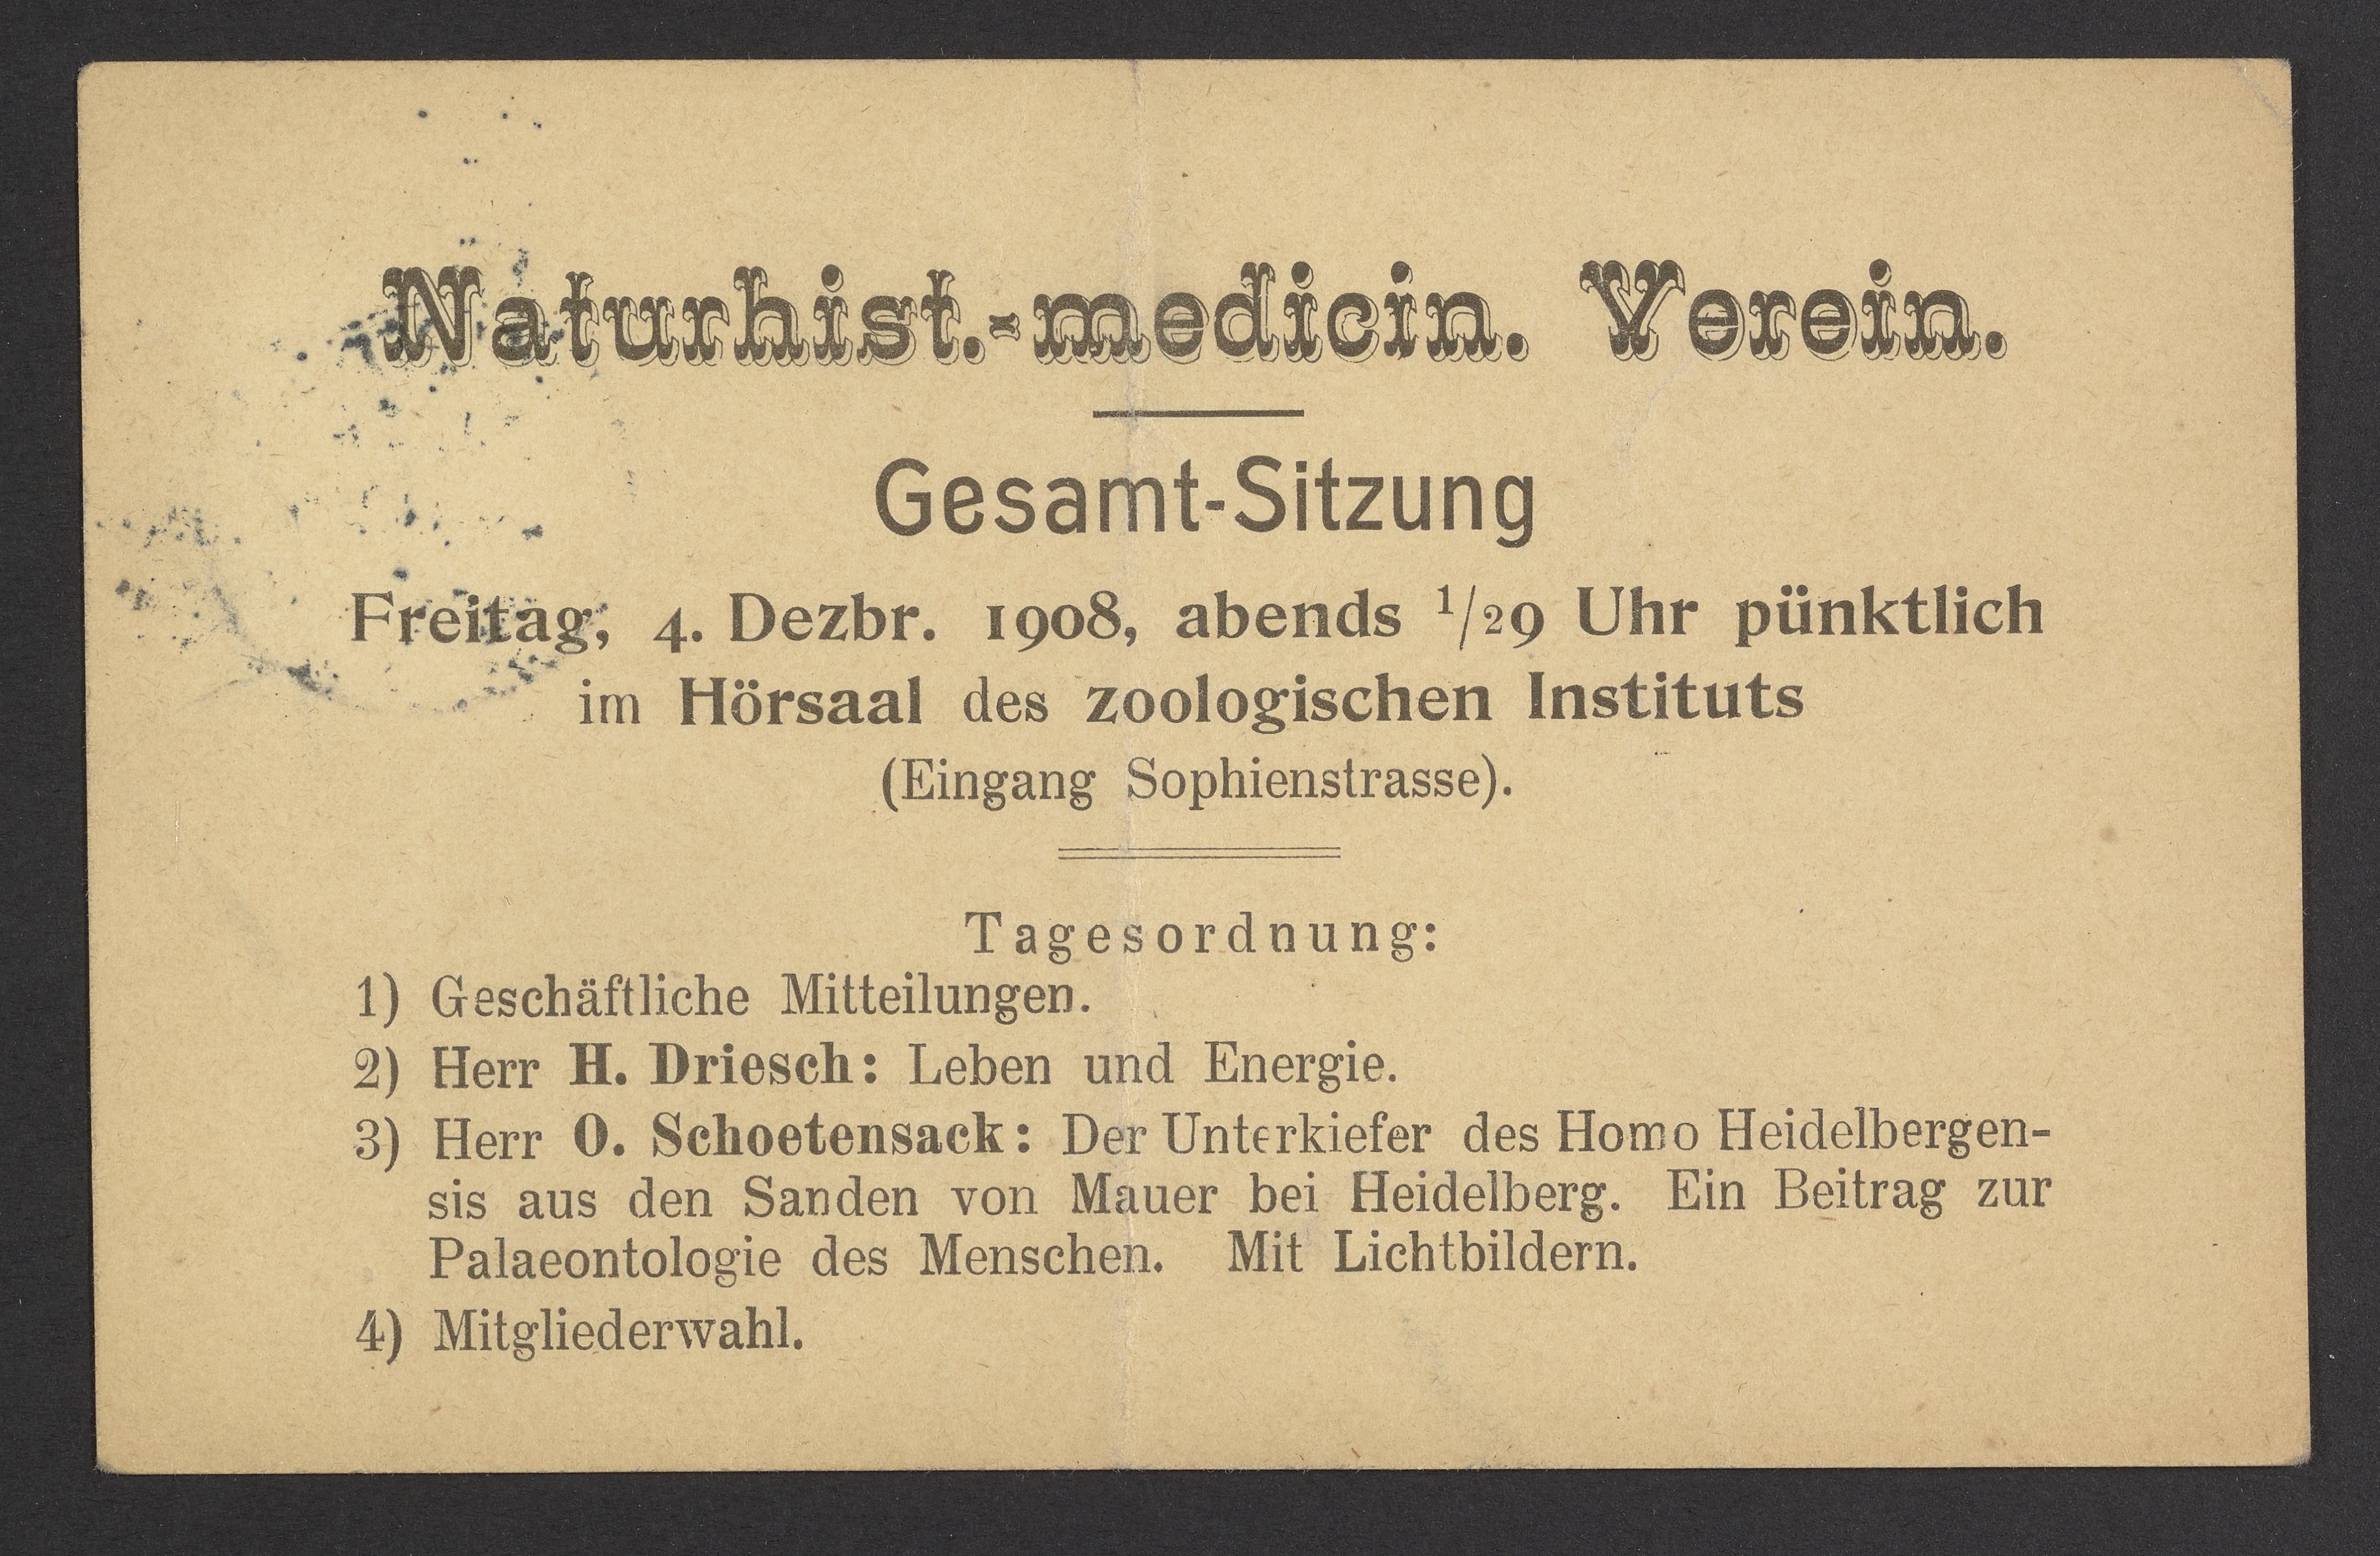 Naturhist.-medicin. Verein.
Gesamt-Sitzung
Freitag, 4. Dezbr. 1908, abends ¹/₂9 Uhr pünktlich
im Hörsaal des zoologischen Instituts
(Eingang Sophienstrasse).
Tagesordnung:
1) Geschäftliche Mitteilungen.
2) Herr H. Driesch: Leben und Energie.
3) Herr O. Schoetensack: Der Unterkiefer des Homo Heidelbergen-
sis aus den Sanden von Mauer bei Heidelberg. Ein Beitrag zur
Palaeontologie des Menschen. Mit Lichtbildern.
4) Mitgliederwahl.